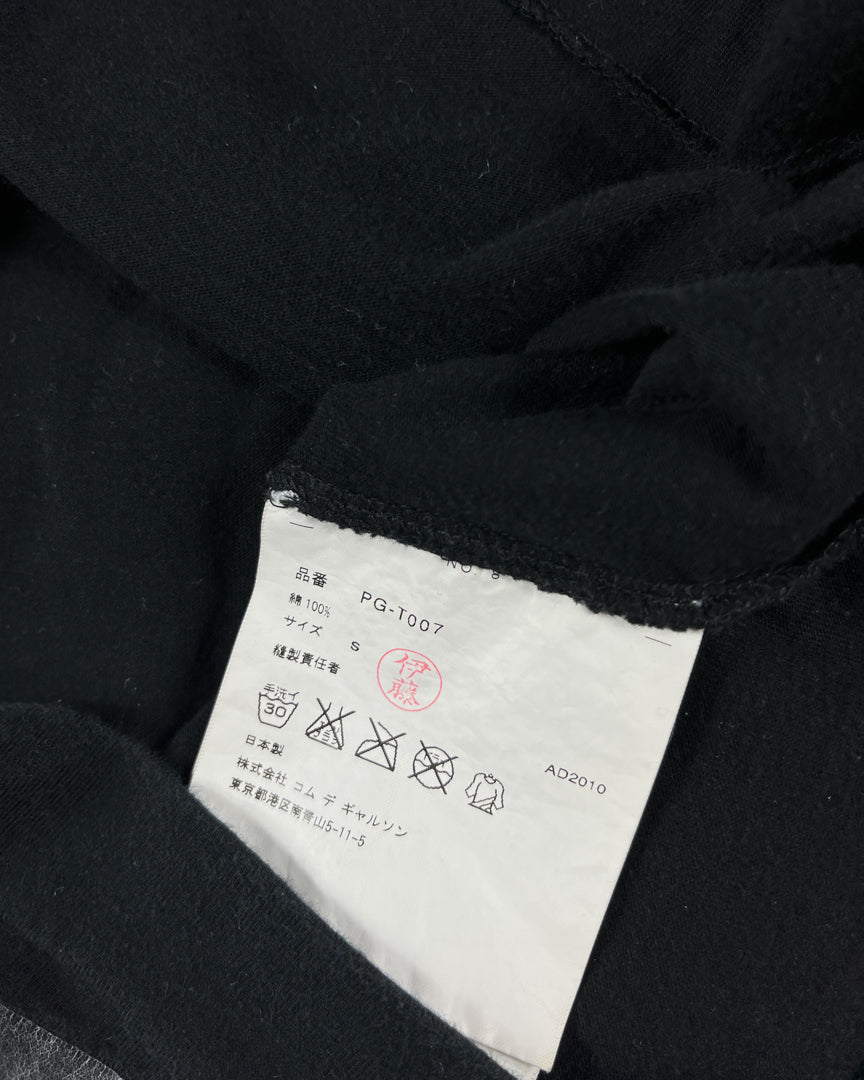 NO. 9
品番 PG-T007
綿 100%
サイズ S
縫製責任者 伊藤
手洗イ
30
日本製 AD2010
株式会社 コム デ ギャルソン
東京都港区南青山5-11-5